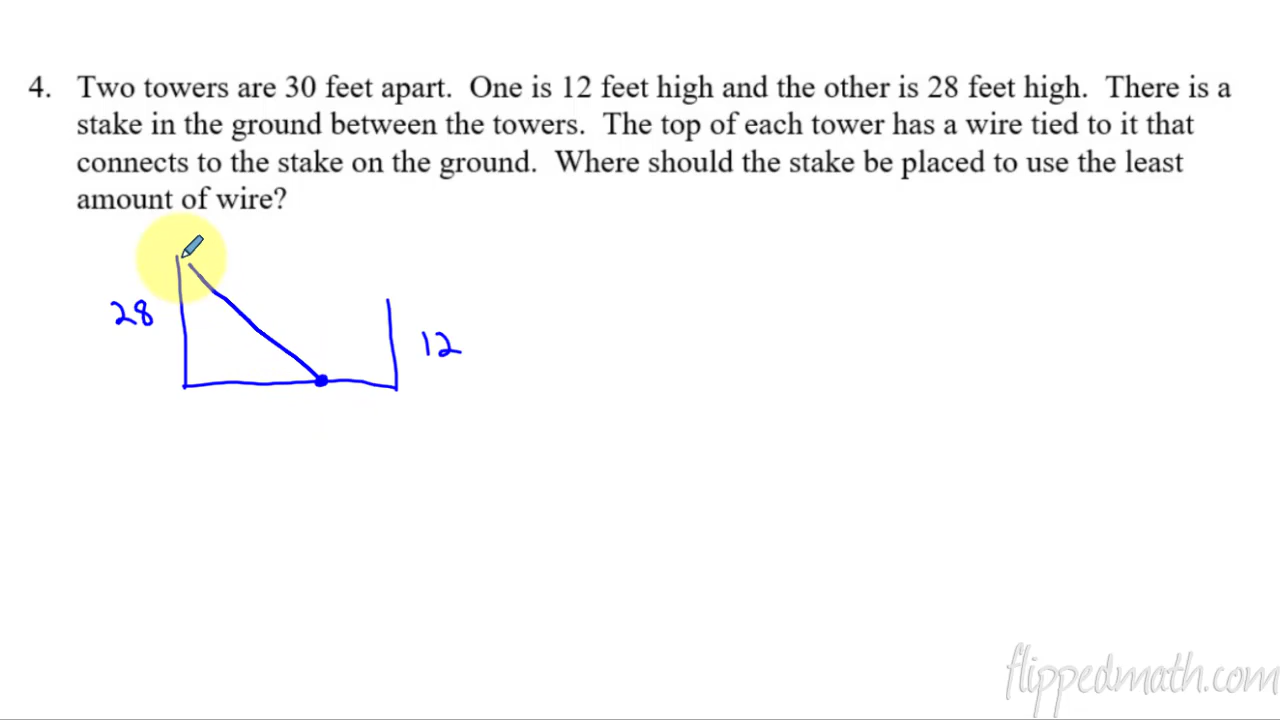 4. Two towers are 30 feet apart. One is 12 feet high and the other is 28 feet high. There is a
stake in the ground between the towers. The top of each tower has a wire tied to it that
connects to the stake on the ground. Where should the stake be placed to use the least
amount of wire?
28
12
flippedmath.com